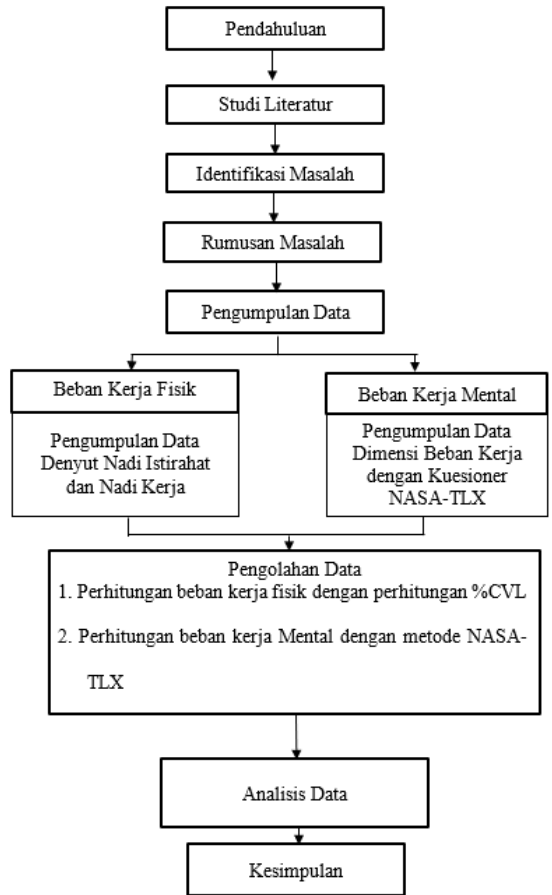 Pendahuluan
Studi Literatur
Identifikasi Masalah
Rumusan Masalah
Pengumpulan Data
Beban Kerja Fisik
Pengumpulan Data
Denyut Nadi Istirahat
dan Nadi Kerja
Beban Kerja Mental
Pengumpulan Data
Dimensi Beban Kerja
dengan Kuesioner
NASA-TLX
Pengolahan Data
1. Perhitungan beban kerja fisik dengan perhitungan %CVL
2. Perhitungan beban kerja Mental dengan metode NASA-
TLX
Analisis Data
Kesimpulan